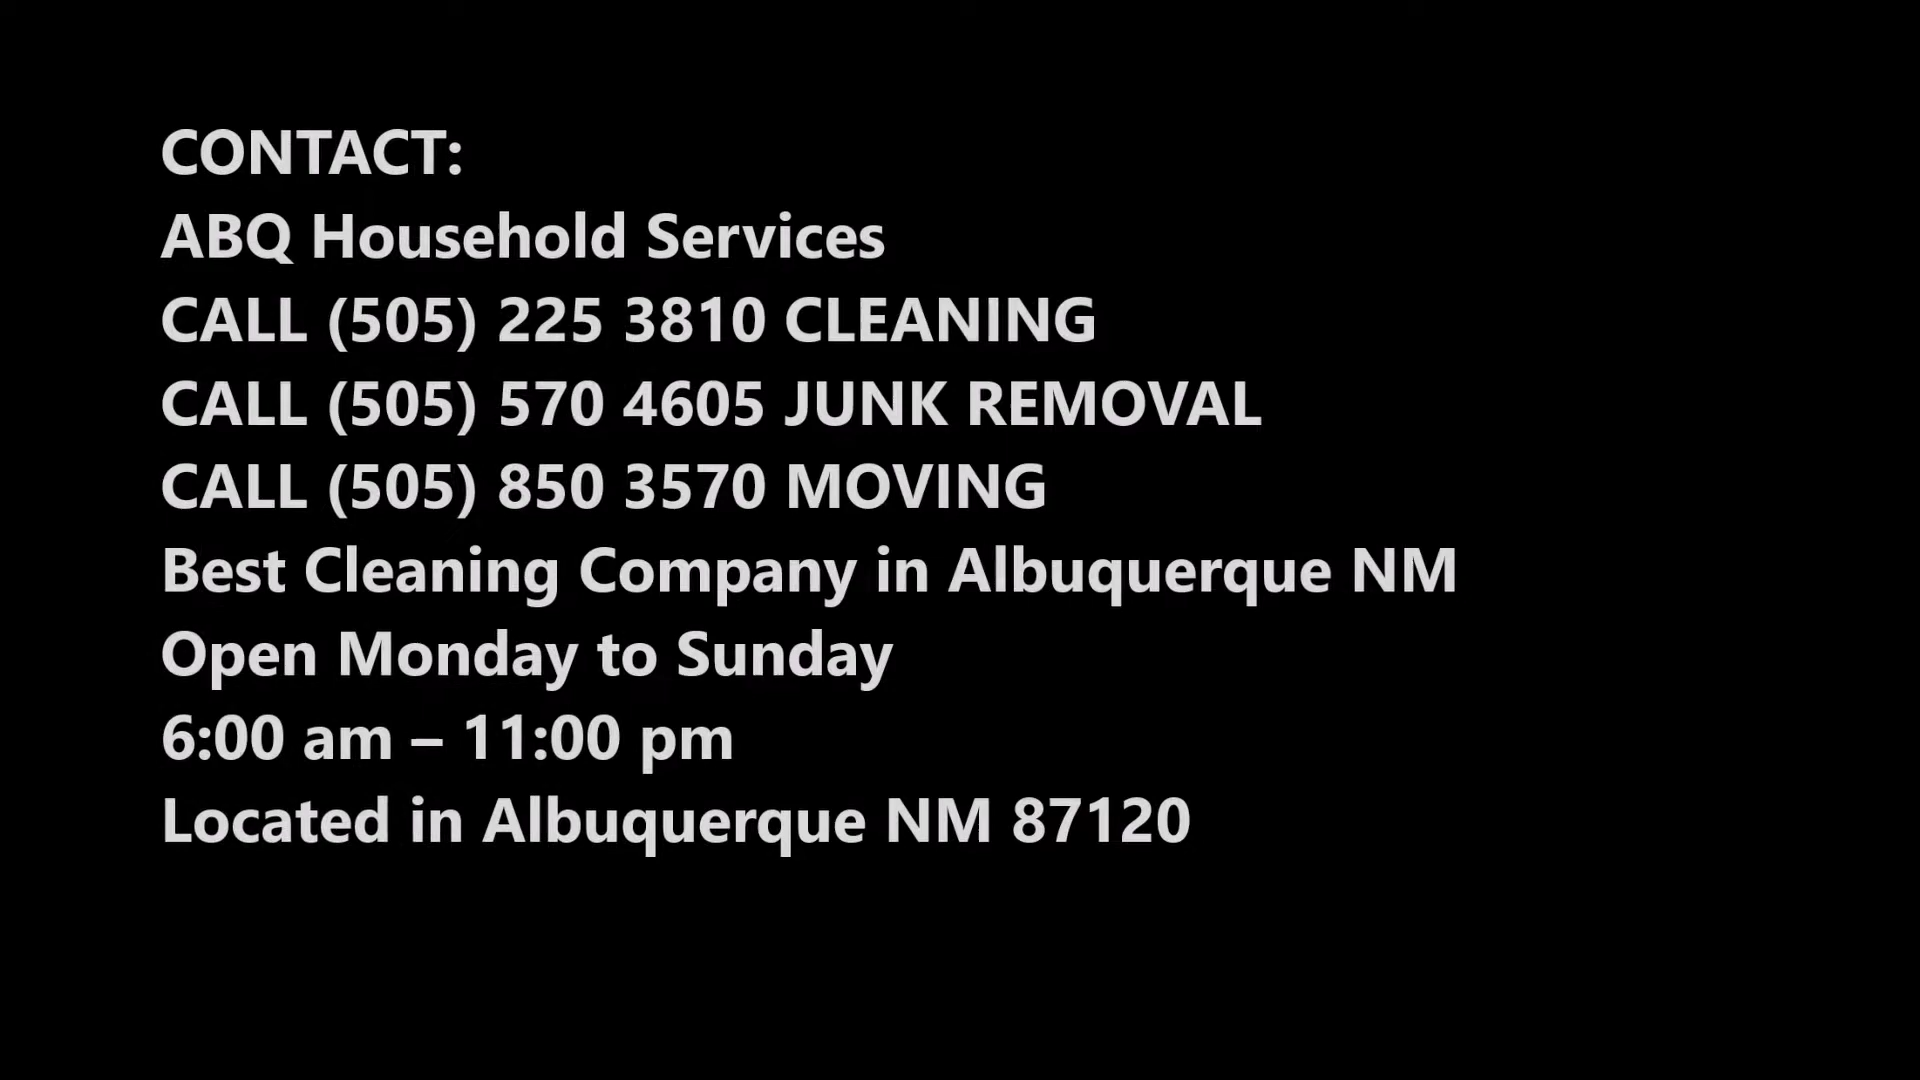 CONTACT:
ABQ Household Services
CALL (505) 225 3810 CLEANING
CALL (505) 570 4605 JUNK REMOVAL
CALL (505) 850 3570 MOVING
Best Cleaning Company in Albuquerque NM
Open Monday to Sunday
6:00 am – 11:00 pm
Located in Albuquerque NM 87120